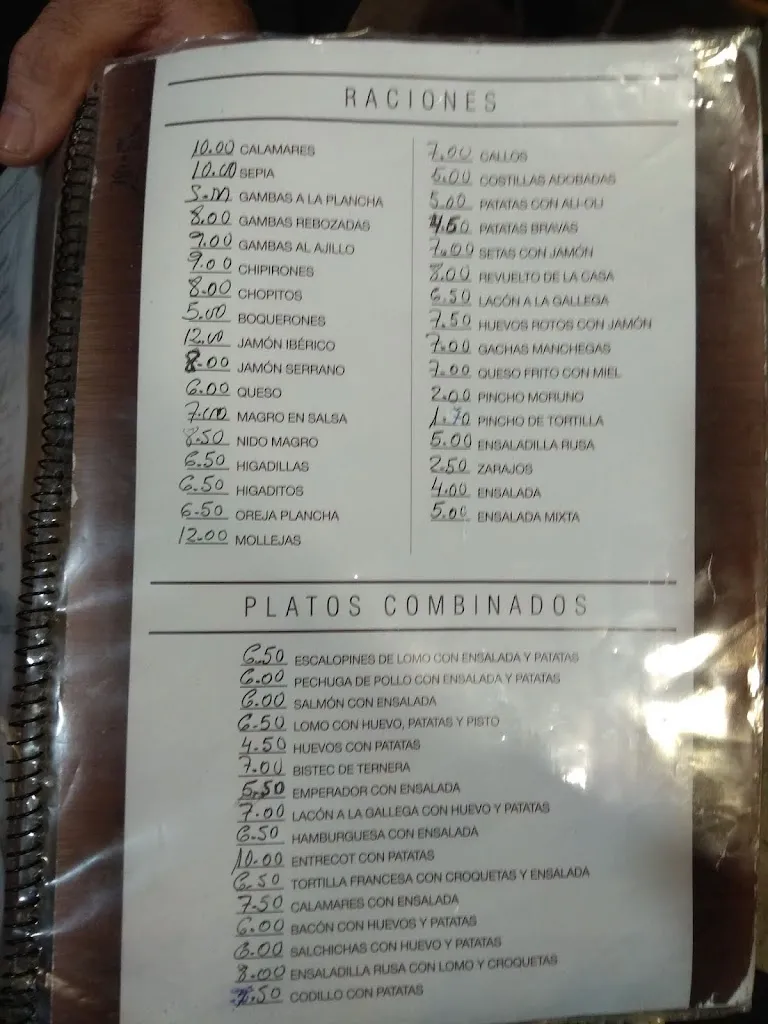 RACIONES
10.00 CALAMARES
10.00 SEPIA
S.M GAMBAS A LA PLANCHA
8.00 GAMBAS REBOZADAS
9.00 GAMBAS AL AJILLO
9.00 CHIPIRONES
8.00 CHOPITOS
5.00 BOQUERONES
12.00 JAMÓN IBÉRICO
8.00 JAMÓN SERRANO
6.00 QUESO
7.00 MAGRO EN SALSA
8.50 NIDO MAGRO
6.50 HIGADILLAS
6.50 HIGADITOS
6.50 OREJA PLANCHA
12.00 MOLLEJAS
7.00 CALLOS
COSTILLAS ADOBADAS
5.00 PATATAS CON ALI-OLI
4.50 PATATAS BRAVAS
7.00 SETAS CON JAMÓN
8.00 REVUELTO DE LA CASA
6.50 LACÓN A LA GALLEGA
7.50 HUEVOS ROTOS CON JAMÓN
7.00 GACHAS MANCHEGAS
7.00 QUESO FRITO CON MIEL
2.00 PINCHO MORUNO
1.70 PINCHO DE TORTILLA
5.00 ENSALADILLA RUSA
2.50 ZARAJOS
4.00 ENSALADA
5.00 ENSALADA MIXTA
PLATOS COMBINADOS
6.50 ESCALOPINES DE LOMO CON ENSALADA Y PATATAS
6.00 PECHUGA DE POLLO CON ENSALADA Y PATATAS
6.00 SALMÓN CON ENSALADA
6.50 LOMO CON HUEVO, PATATAS Y PISTO
4.50 HUEVOS CON PATATAS
7.00 BISTEC DE TERNERA
5.50 EMPERADOR CON ENSALADA
7.00 LACÓN A LA GALLEGA CON HUEVO Y PATATAS
6.50 HAMBURGUESA CON ENSALADA
10.00 ENTRECOT CON PATATAS
6.50 TORTILLA FRANCESA CON CROQUETAS Y ENSALADA
7.50 CALAMARES CON ENSALADA
6.00 BACÓN CON HUEVOS Y PATATAS
6.00 SALCHICHAS CON HUEVO Y PATATAS
8.00 ENSALADILLA RUSA CON LOMO Y CROQUETAS
CODILLO CON PATATAS